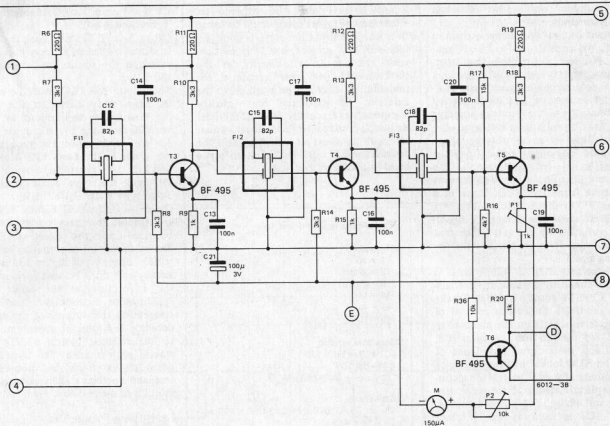 5
R6
220Ω
R11
220Ω
R12
220Ω
R19
220Ω
1
R7
3k3
C14
100n
R10
3k3
C17
100n
R13
3k3
C20
100n
R17
15k
R18
3k3
C12
82p
C15
82p
C18
82p
FI1
FI2
FI3
T3
T4
T5
6
BF 495
BF 495
BF 495
2
R8
3k3
R9
1k
C13
100n
R14
3k3
R15
1k
C16
100n
R16
4k7
P1
1k
C19
100n
3
7
C21
100µ
3V
8
E
R36
10k
R20
1k
D
T6
BF 495
4
6012-3B
M
- +
P2
10k
150µA